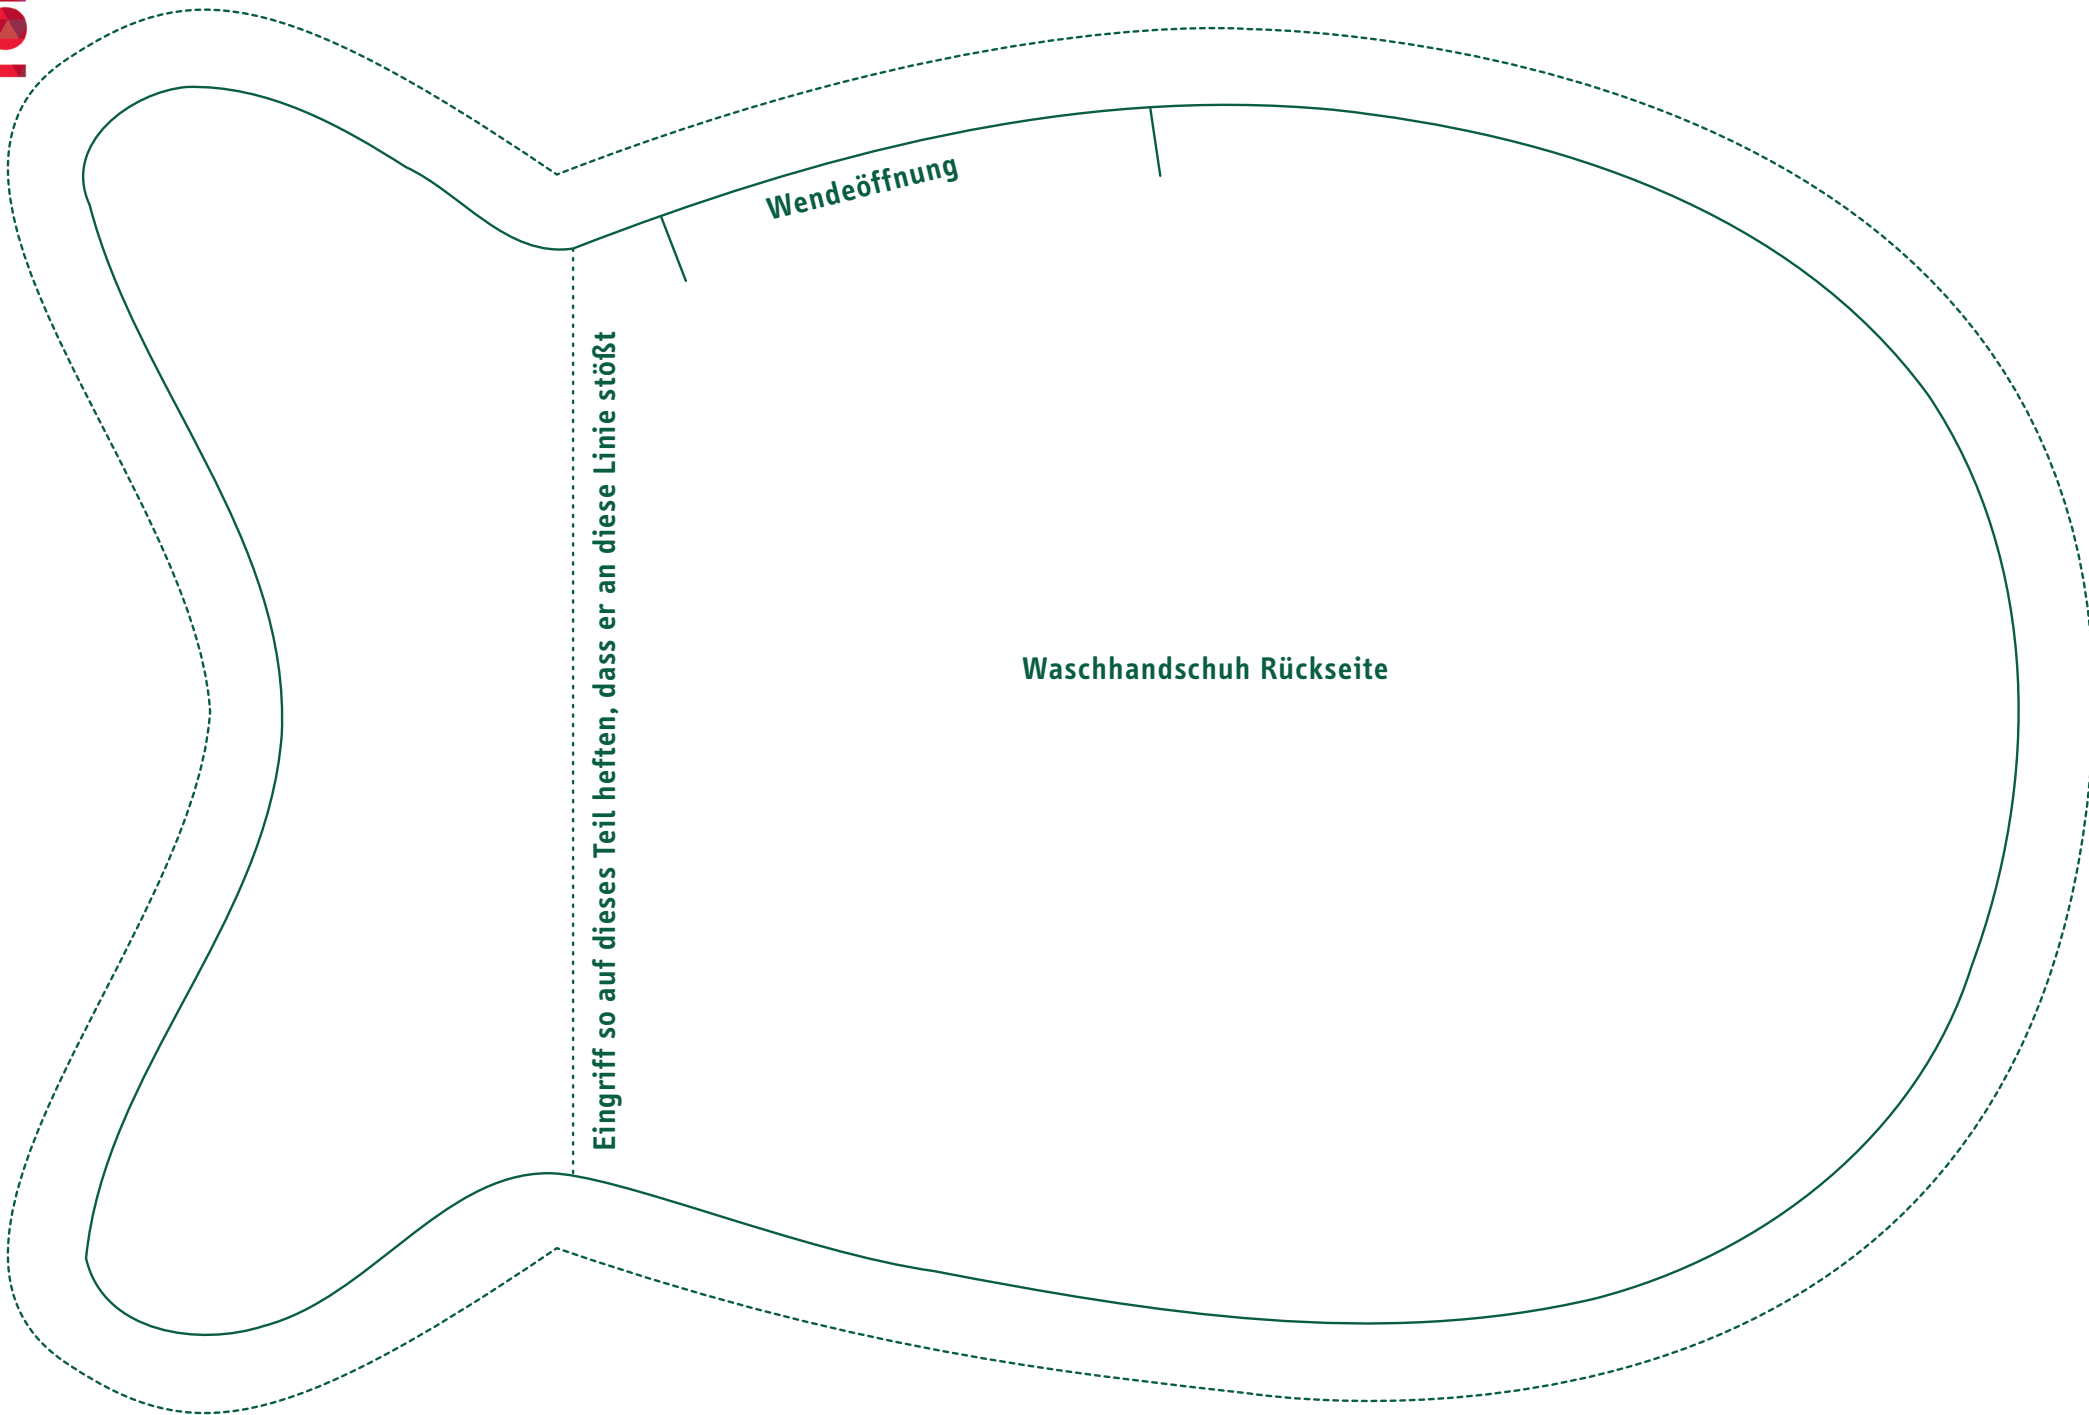 Wendeöffnung
Eingriff so auf dieses Teil heften, dass er an diese Linie stößt
Waschhandschuh Rückseite